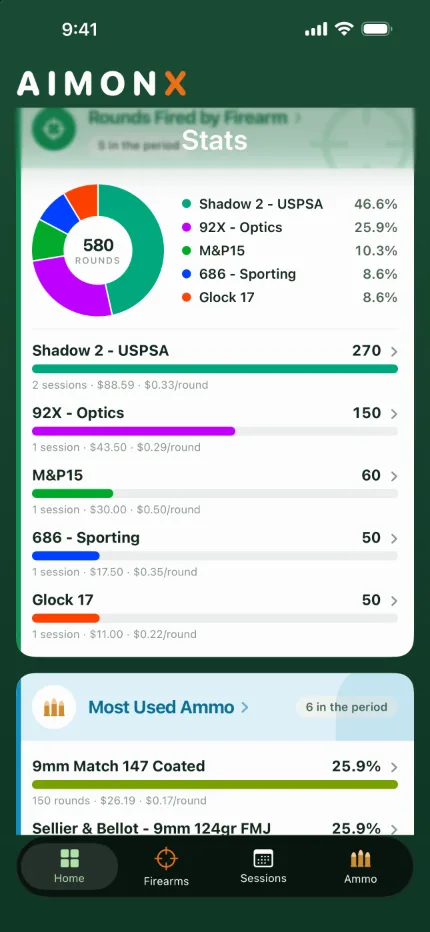 9:41
AIMONX
Rounds Fired by Firearm
5 in the period
Stats
580
ROUNDS
Shadow 2 - USPSA 46.6%
92X - Optics 25.9%
M&P15 10.3%
686 - Sporting 8.6%
Glock 17 8.6%
Shadow 2 - USPSA 270
2 sessions · $88.59 · $0.33/round
92X - Optics 150
1 session · $43.50 · $0.29/round
M&P15 60
1 session · $30.00 · $0.50/round
686 - Sporting 50
1 session · $17.50 · $0.35/round
Glock 17 50
1 session · $11.00 · $0.22/round
Most Used Ammo 6 in the period
9mm Match 147 Coated 25.9%
150 rounds · $26.19 · $0.17/round
Sellier & Bellot - 9mm 124gr FMJ 25.9%
Home Firearms Sessions Ammo